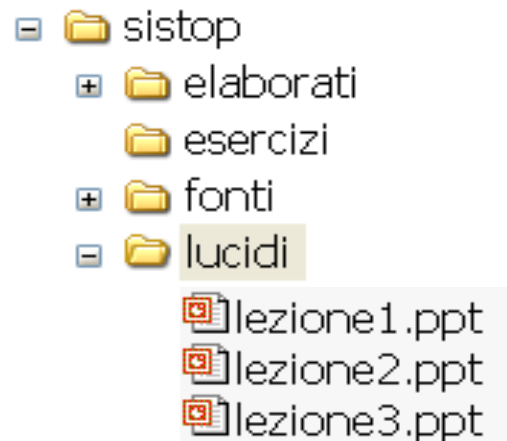 sistop
elaborati
esercizi
fonti
lucidi
lezione1.ppt
lezione2.ppt
lezione3.ppt